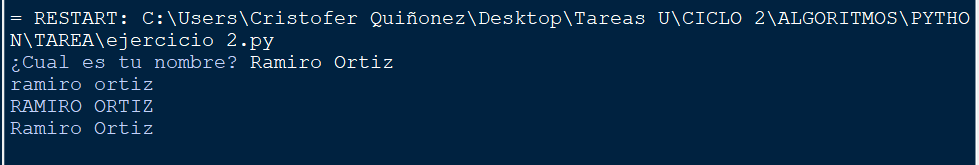 = RESTART: C:\Users\Cristofer Quiñonez\Desktop\Tareas U\CICLO 2\ALGORITMOS\PYTHO
N\TAREA\ejercicio 2.py
¿Cual es tu nombre? Ramiro Ortiz
ramiro ortiz
RAMIRO ORTIZ
Ramiro Ortiz